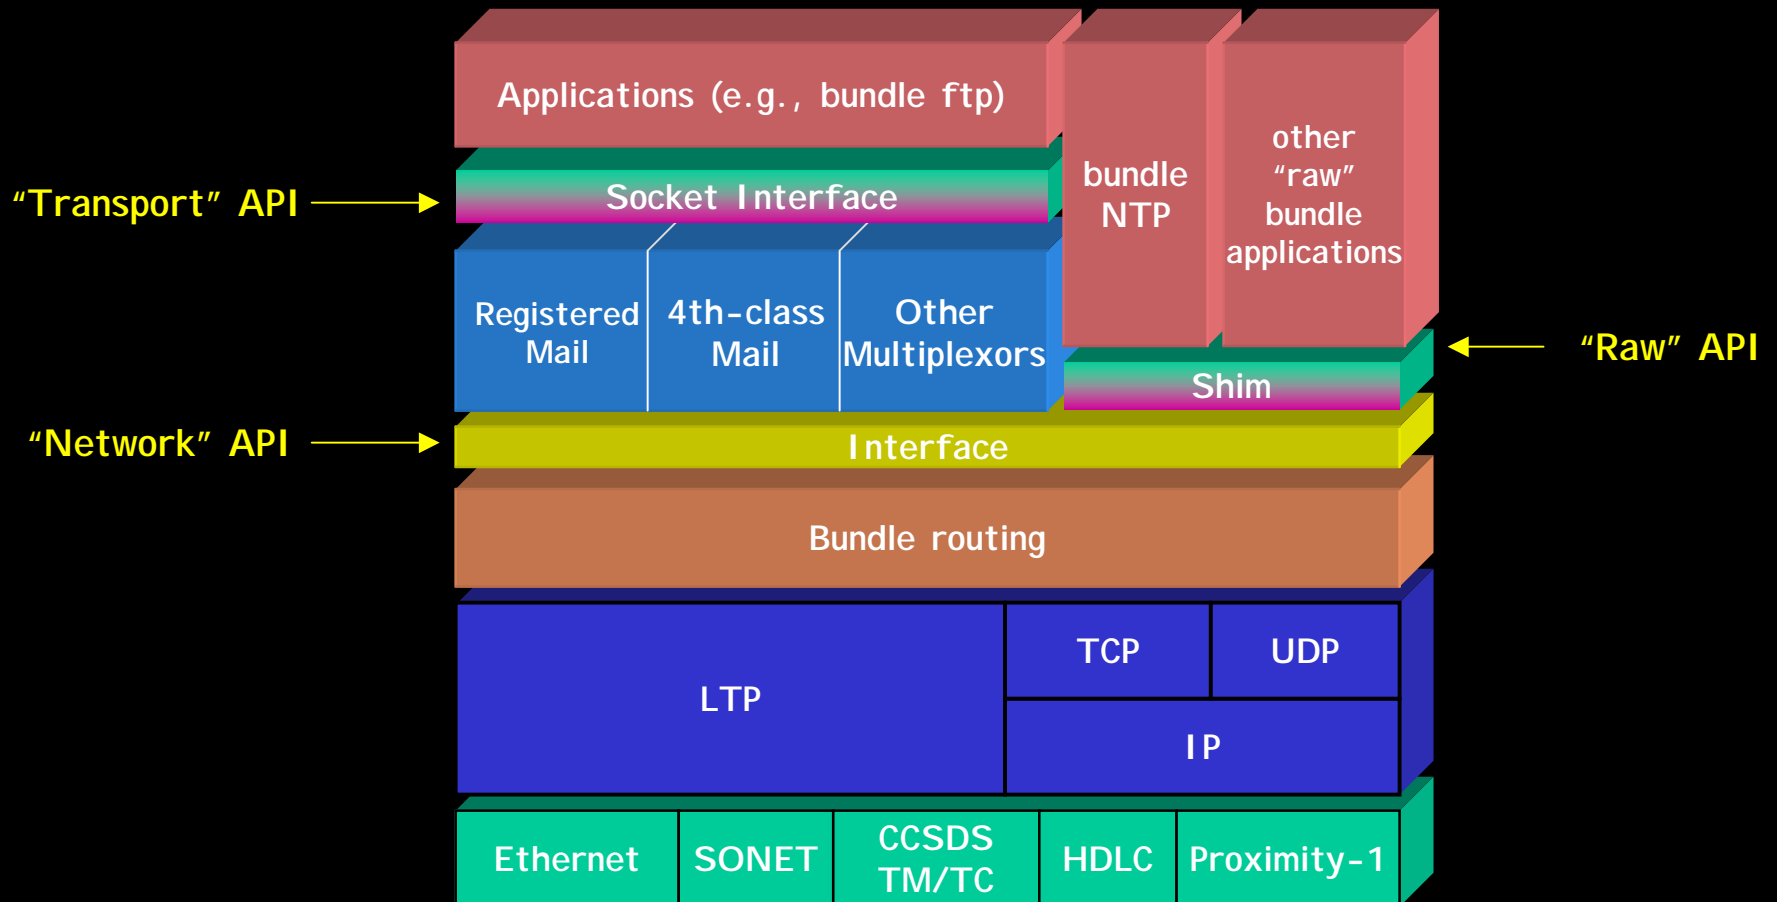 Applications (e.g., bundle ftp)
"Transport" API
Socket Interface
bundle
NTP
other
"raw"
bundle
applications
Registered
Mail
4th-class
Mail
Other
Multiplexors
"Raw" API
Shim
"Network" API
Interface
Bundle routing
LTP
TCP
UDP
IP
Ethernet
SONET
CCSDS
TM/TC
HDLC
Proximity-1